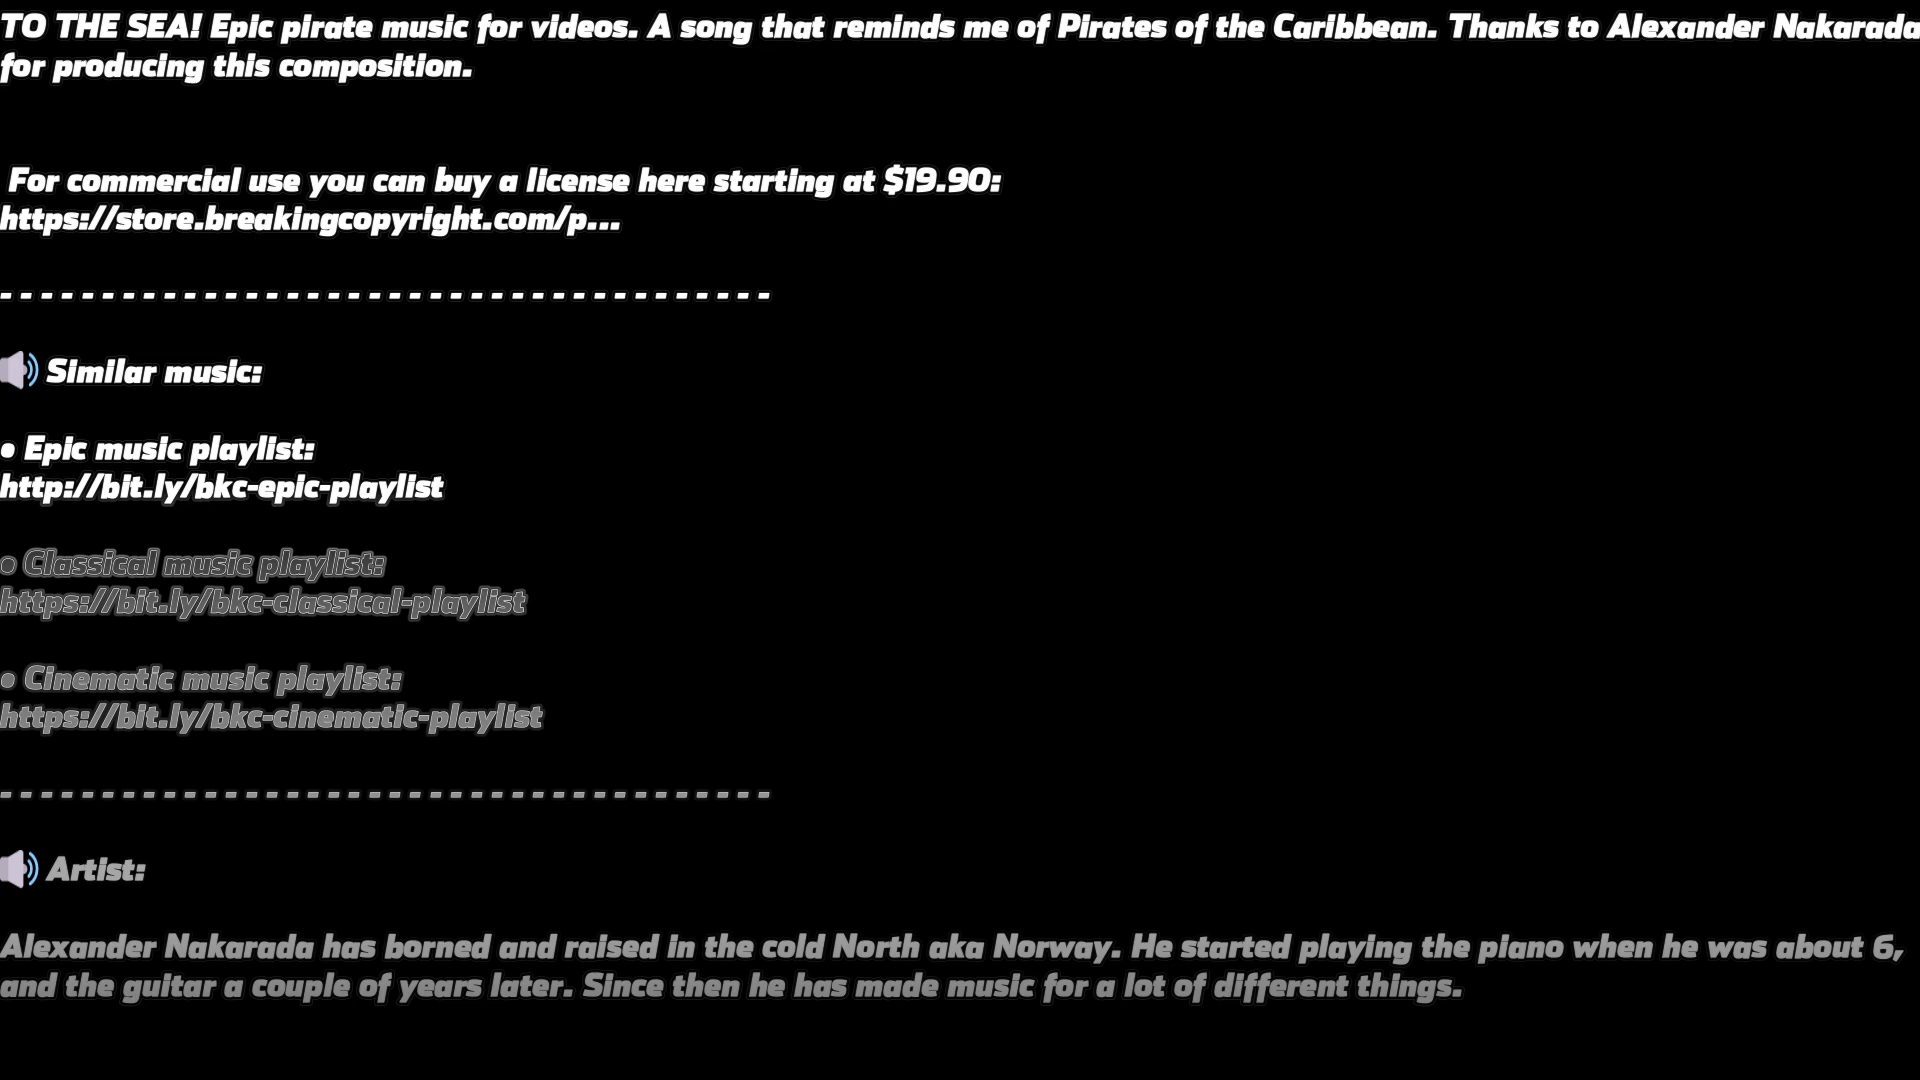 TO THE SEA! Epic pirate music for videos. A song that reminds me of Pirates of the Caribbean. Thanks to Alexander Nakarada
for producing this composition.
For commercial use you can buy a license here starting at $19.90:
https://store.breakingcopyright.com/p...
- - - - - - - - - - - - - - - - - - - - - - - - - - - - - - - - - - - - - -
🔊 Similar music:
• Epic music playlist:
http://bit.ly/bkc-epic-playlist
• Classical music playlist:
https://bit.ly/bkc-classical-playlist
• Cinematic music playlist:
https://bit.ly/bkc-cinematic-playlist
- - - - - - - - - - - - - - - - - - - - - - - - - - - - - - - - - - - - - -
🔊 Artist:
Alexander Nakarada has borned and raised in the cold North aka Norway. He started playing the piano when he was about 6,
and the guitar a couple of years later. Since then he has made music for a lot of different things.